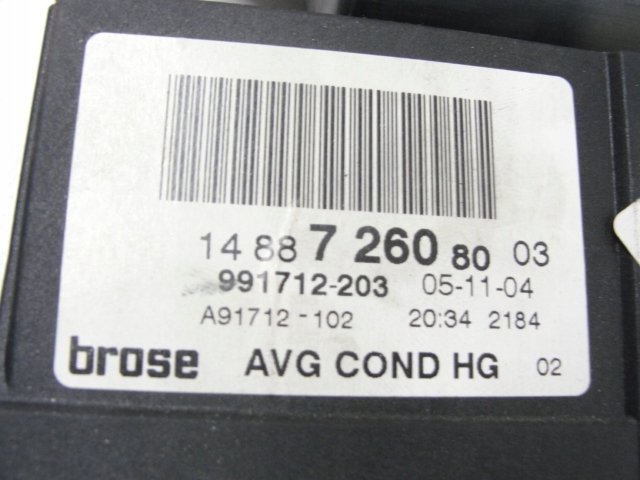 14 88 7 260 80 03
991712-203 05-11-04
A91712-102 20:34 2184
brose AVG COND HG 02